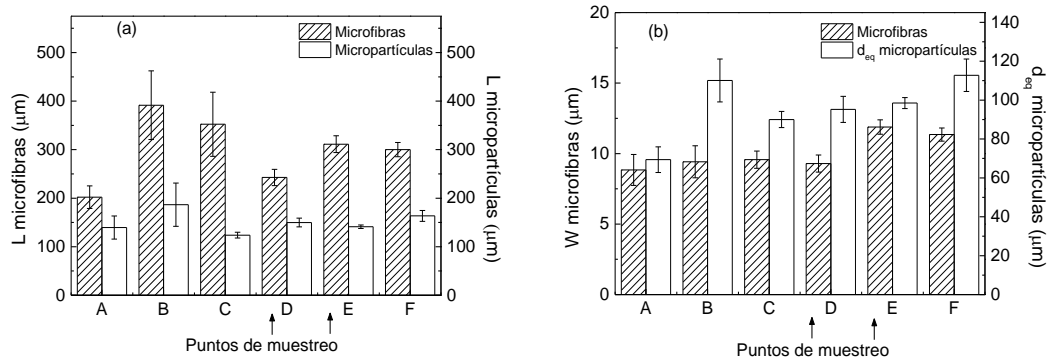 (a)
Microfibras
Micropartículas
L microfibras (μm)
500
400
300
200
100
0
500
400
300
200
100
0
L micropartículas (μm)
A B C D E F
Puntos de muestreo
(b)
Microfibras
d_eq micropartículas
W microfibras (μm)
20
15
10
5
0
140
120
100
80
60
40
20
0
d_eq micropartículas (μm)
A B C D E F
Puntos de muestreo